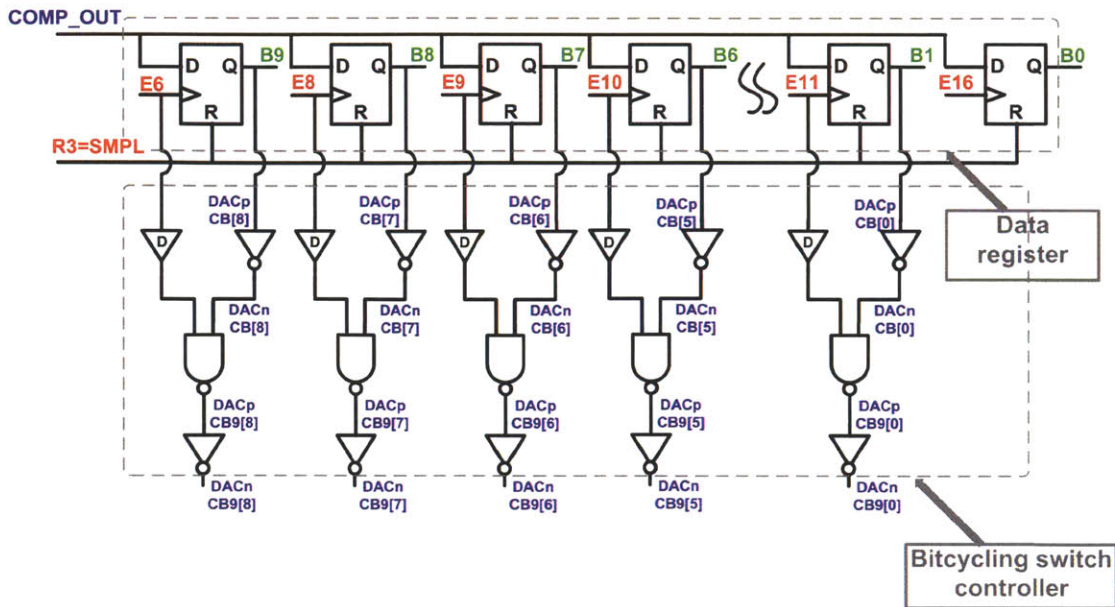 COMP_OUT
B9 B8 B7 B6 B1 B0
D Q D Q D Q D Q D Q D Q
E6 E8 E9 E10 E11 E16
R R R R R R
R3=SMPL
DACp DACp DACp DACp DACp
CB[8] CB[7] CB[6] CB[5] CB[0]
Data
register
D D D D D
DACn DACn DACn DACn DACn
CB[8] CB[7] CB[6] CB[5] CB[0]
DACp DACp DACp DACp DACp
CB9[8] CB9[7] CB9[6] CB9[5] CB9[0]
DACn DACn DACn DACn DACn
CB9[8] CB9[7] CB9[6] CB9[5] CB9[0]
Bitcycling switch
controller